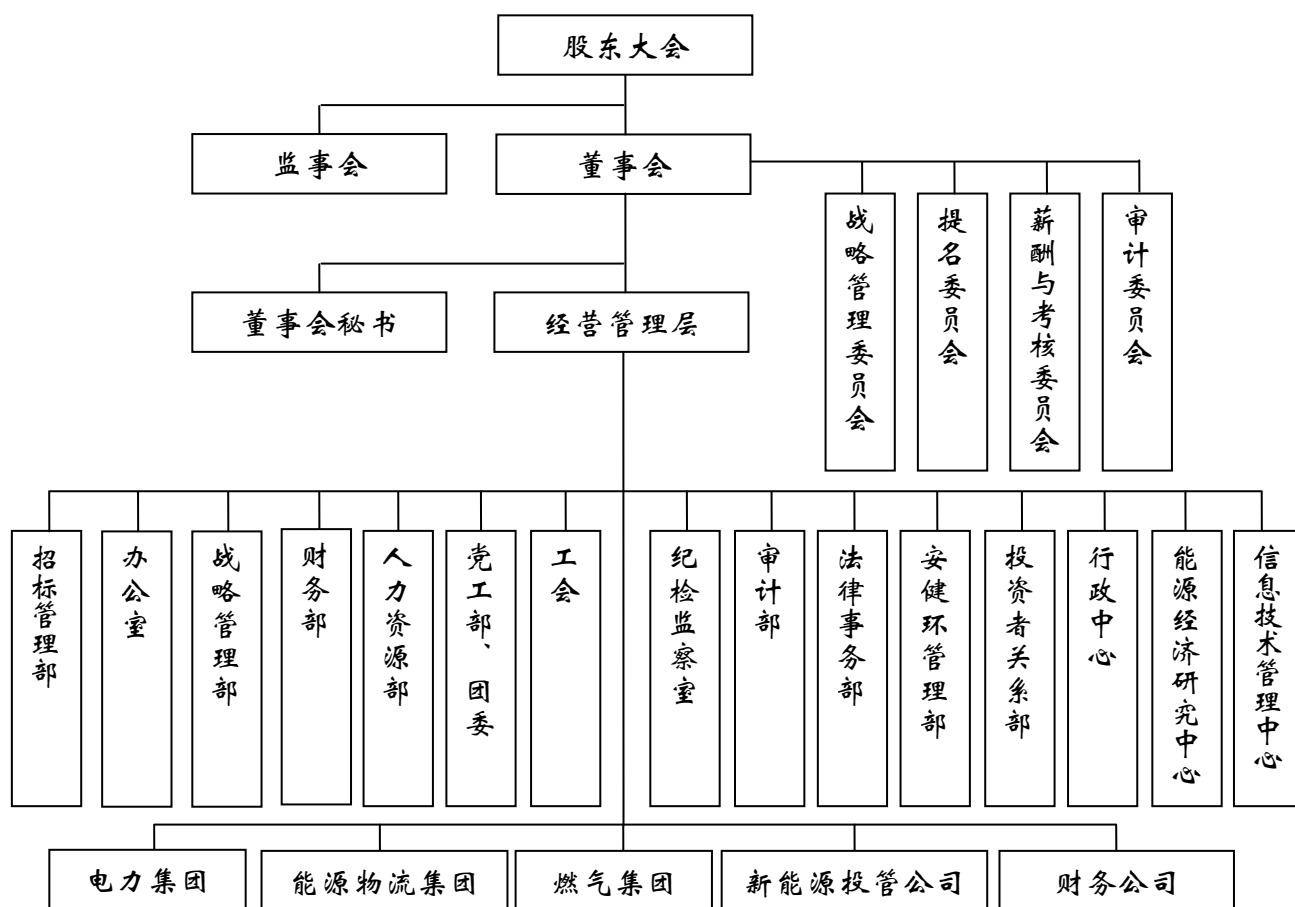 股东大会
监事会
董事会
战略管理委员会
提名委员会
薪酬与考核委员会
审计委员会
董事会秘书
经营管理层
招标管理部
办公室
战略管理部
财务部
人力资源部
党工部、团委
工会
纪检监察室
审计部
法律事务部
安健环管理部
投资者关系部
行政中心
能源经济研究中心
信息技术管理中心
电力集团
能源物流集团
燃气集团
新能源投管公司
财务公司